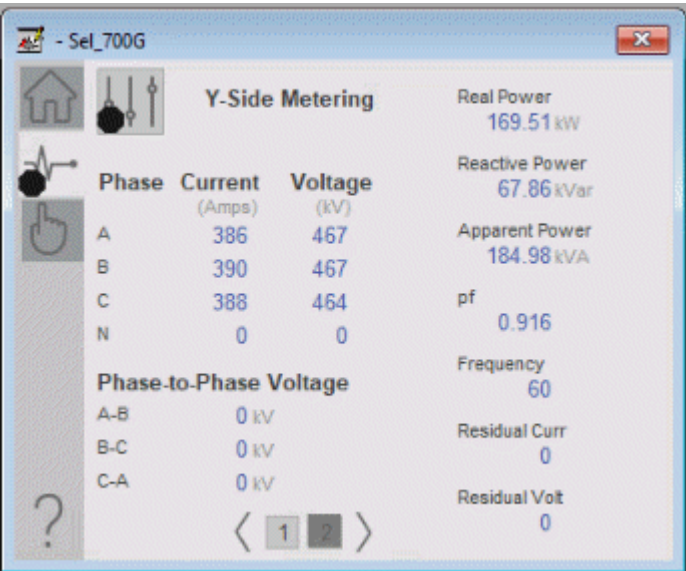 - Sel_700G
Y-Side Metering
Phase Current Voltage
(Amps) (kV)
A 386 467
B 390 467
C 388 464
N 0 0
Phase-to-Phase Voltage
A-B 0 kV
B-C 0 kV
C-A 0 kV
1 2
Real Power
169.51 kW
Reactive Power
67.86 kVar
Apparent Power
184.98 kVA
pf
0.916
Frequency
60
Residual Curr
0
Residual Volt
0
?